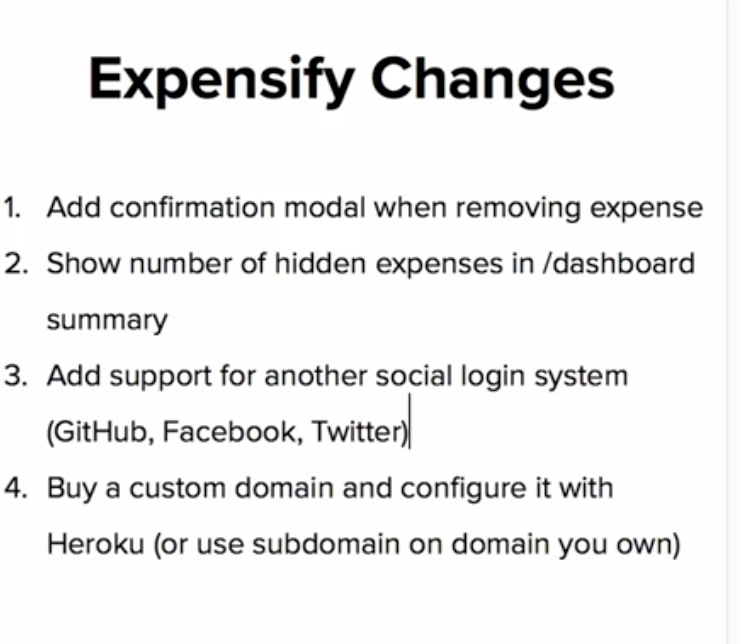 Expensify Changes
1. Add confirmation modal when removing expense
2. Show number of hidden expenses in /dashboard
summary
3. Add support for another social login system
(GitHub, Facebook, Twitter)
4. Buy a custom domain and configure it with
Heroku (or use subdomain on domain you own)